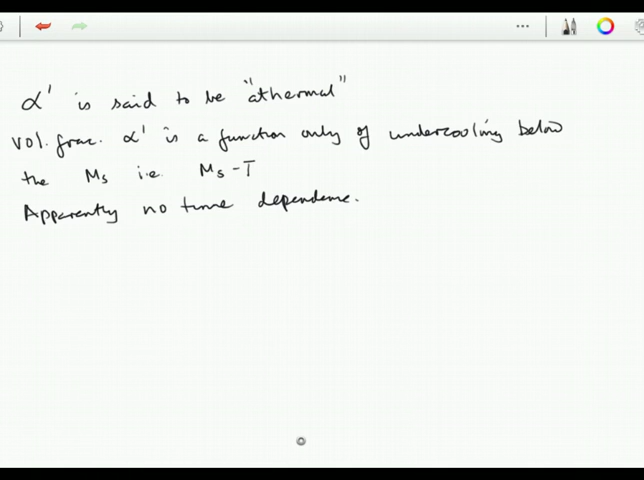 α' is said to be "athermal"
vol. frac. α' is a function only of undercooling below
the Ms i.e. Ms - T
Apparently no time dependence.